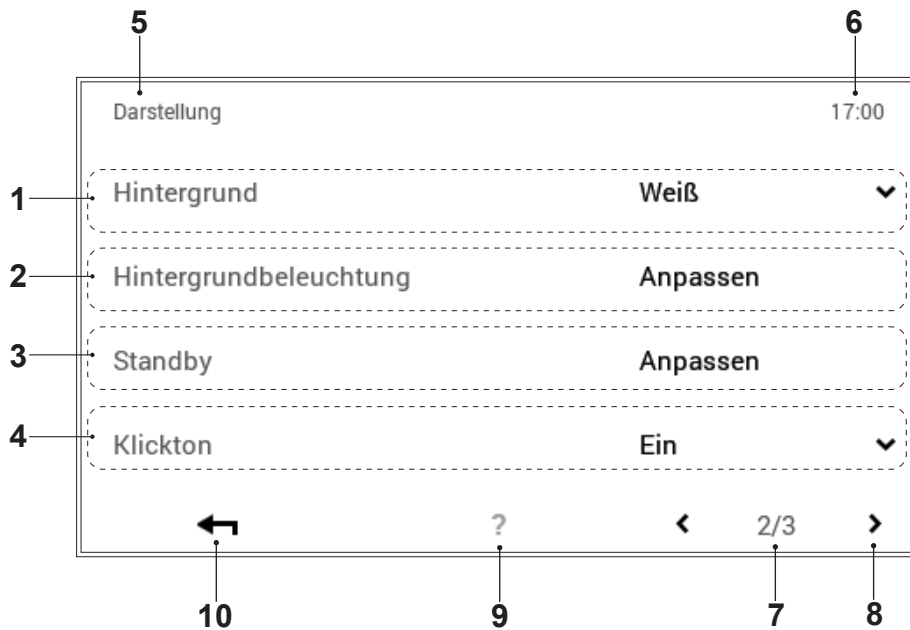 5 6
Darstellung 17:00
1 Hintergrund Weiß
2 Hintergrundbeleuchtung Anpassen
3 Standby Anpassen
4 Klickton Ein
? 2/3
10 9 7 8